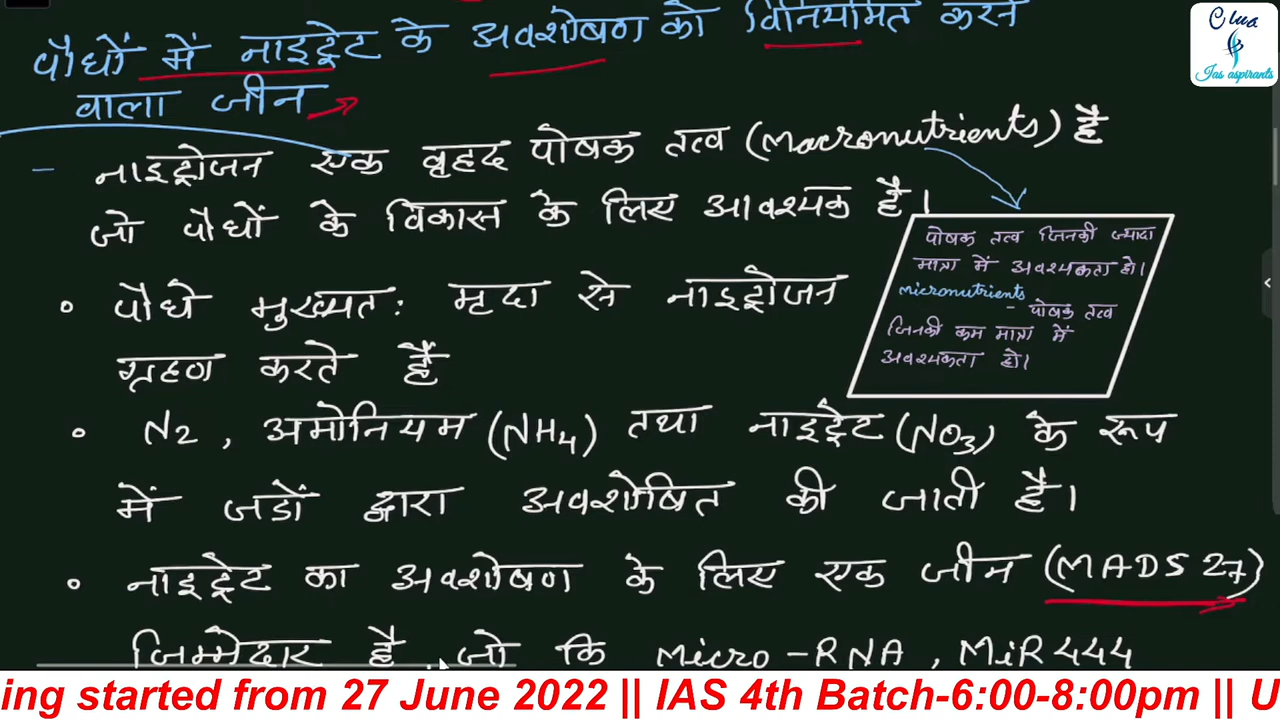 पौधों में नाइट्रेट के अवशोषण को विनियमित करने
वाला जीन →
- नाइट्रोजन एक वृहद पोषक तत्व (Macronutrients) है
जो पौधों के विकास के लिए आवश्यक है।
• पौधे मुख्यतः मृदा से नाइट्रोजन
ग्रहण करते हैं
पोषक तत्व जिनकी ज्यादा
मात्रा में अवश्यकता हो।
micronutrients
- पोषक तत्व
जिनकी कम मात्रा में
अवश्यकता हो।
• N2, अमोनियम (NH4) तथा नाइट्रेट (NO3) के रूप
में जडों द्वारा अवशोषित की जाती है।
• नाइट्रेट का अवशोषण के लिए एक जीन (MADS 27)
जिम्मेदार है, जो कि Micro-RNA, MiR444
Clue
Ias aspirants
ing started from 27 June 2022 || IAS 4th Batch-6:00-8:00pm || U